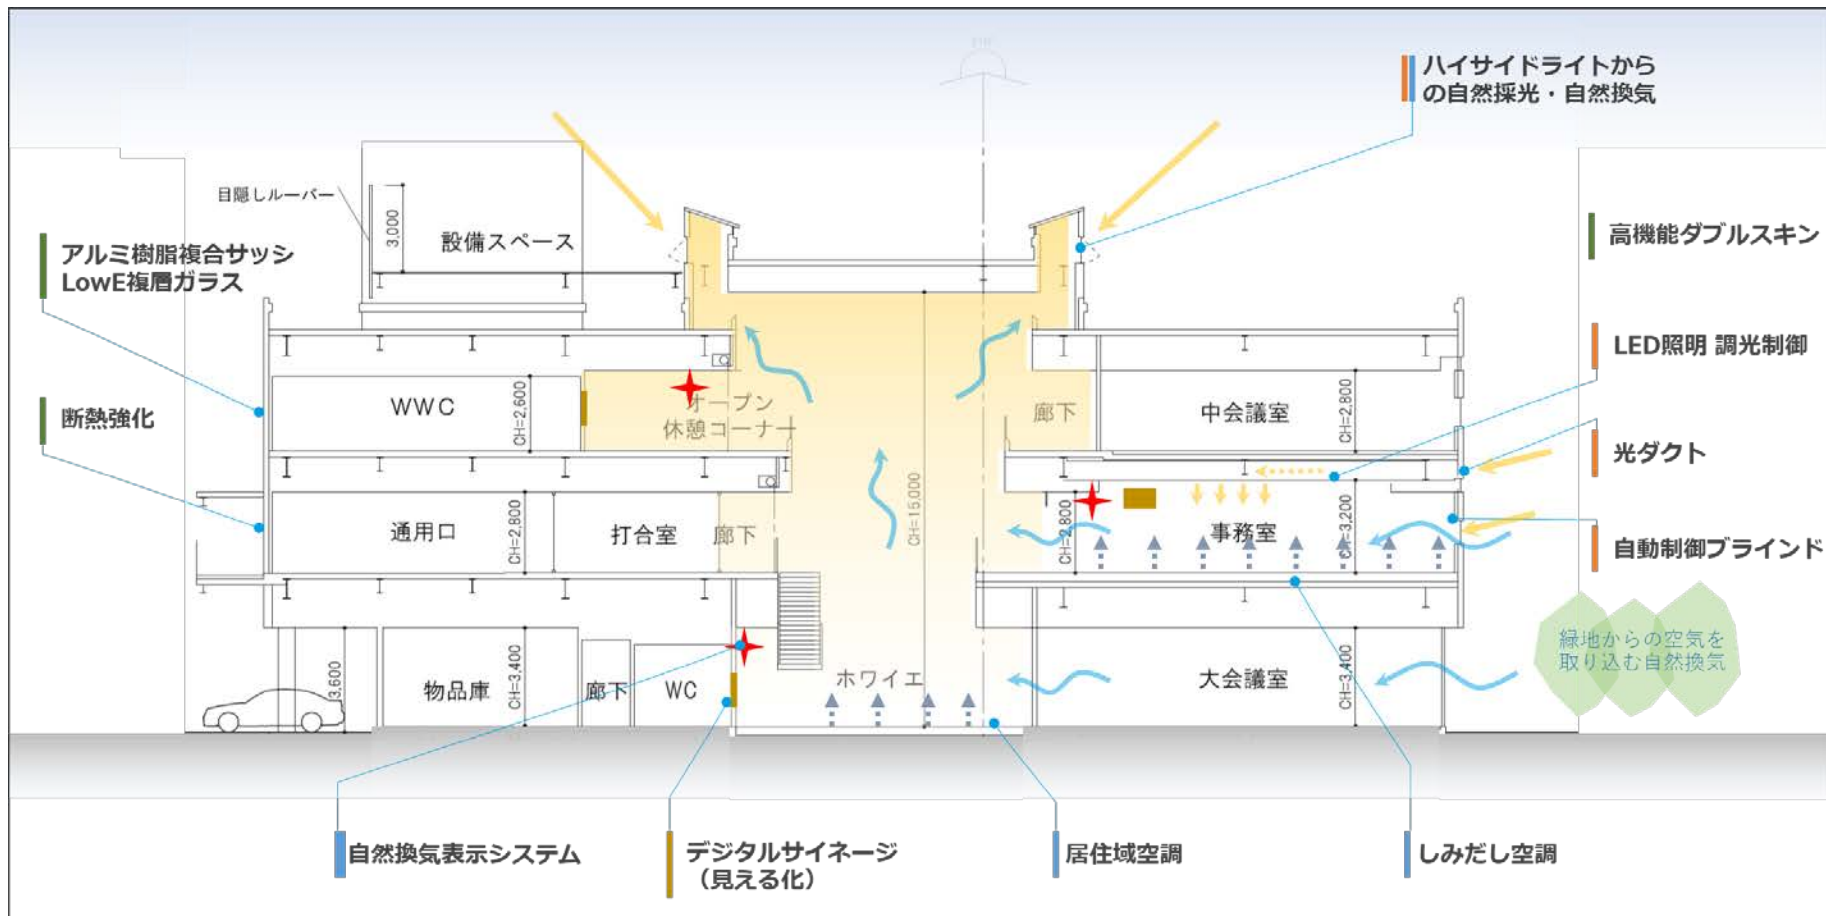 ハイサイドライトから
の自然採光・自然換気
目隠しルーバー
3,000
設備スペース
アルミ樹脂複合サッシ
LowE複層ガラス
高機能ダブルスキン
LED照明 調光制御
断熱強化
WWC
CH=2,600
オープン
休憩コーナー
廊下
中会議室
CH=2,800
光ダクト
通用口
CH=2,800
打合室
廊下
CH=15,000
CH=2,800
事務室
CH=3,200
自動制御ブラインド
緑地からの空気を
取り込む自然換気
3,600
物品庫
CH=3,400
廊下
WC
ホワイエ
大会議室
CH=3,400
自然換気表示システム
デジタルサイネージ
（見える化）
居住域空調
しみだし空調